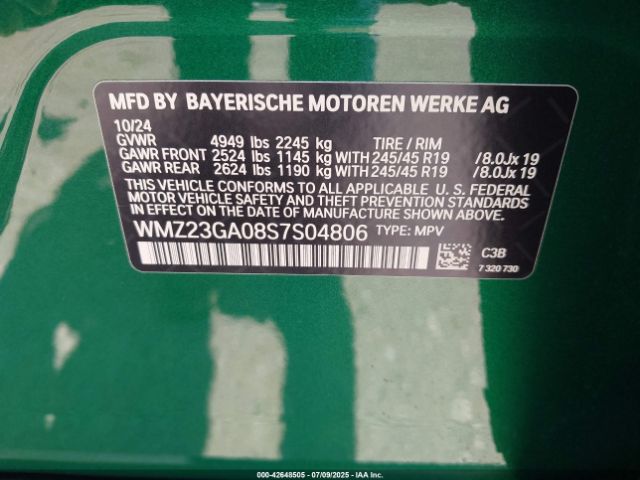 MFD BY BAYERISCHE MOTOREN WERKE AG
10/24
GVWR 4949 lbs 2245 kg TIRE / RIM
GAWR FRONT 2524 lbs 1145 kg WITH 245/45 R19 /8.0Jx19
GAWR REAR 2624 lbs 1190 kg WITH 245/45 R19 /8.0Jx19
THIS VEHICLE CONFORMS TO ALL APPLICABLE U. S. FEDERAL
MOTOR VEHICLE SAFETY AND THEFT PREVENTION STANDARDS
IN EFFECT ON THE DATE OF MANUFACTURE SHOWN ABOVE.
WMZ23GA08S7S04806 TYPE: MPV
C3B
7 320 730
000-42648505 | 07/09/2025 - IAA Inc.